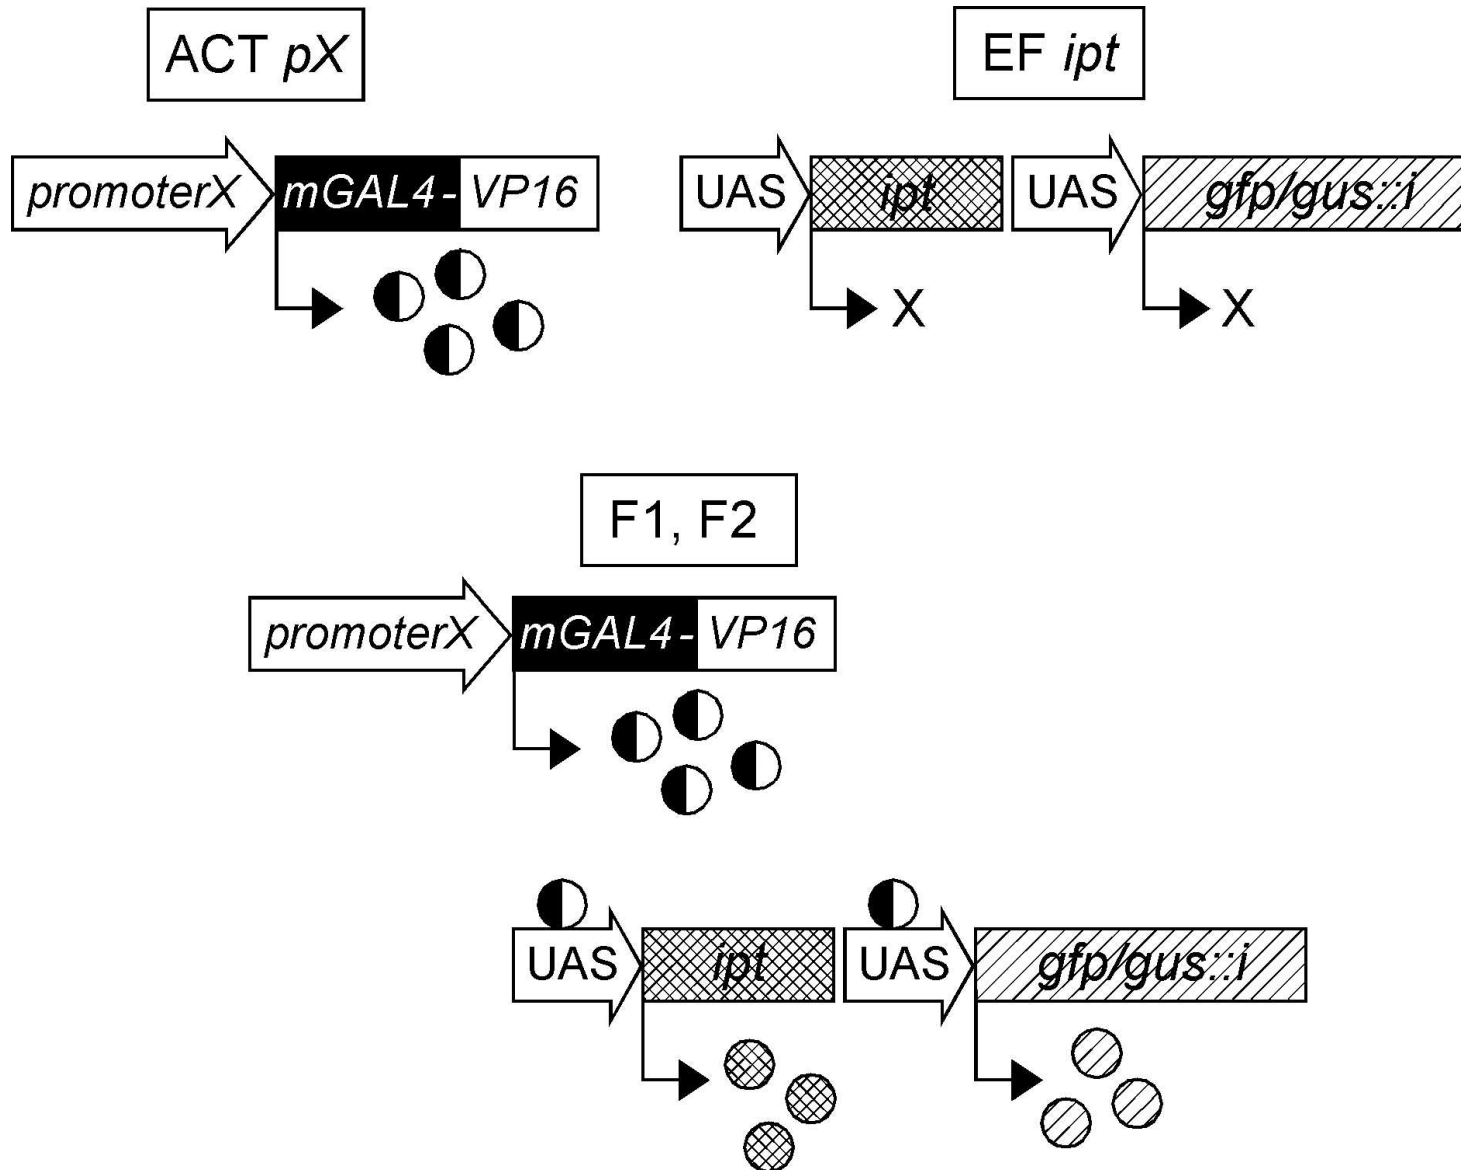 ACT pX
EF ipt
promoterX mGAL4- VP16
UAS ipt UAS gfp/gus::i
X X
F1, F2
promoterX mGAL4- VP16
UAS ipt UAS gfp/gus::i